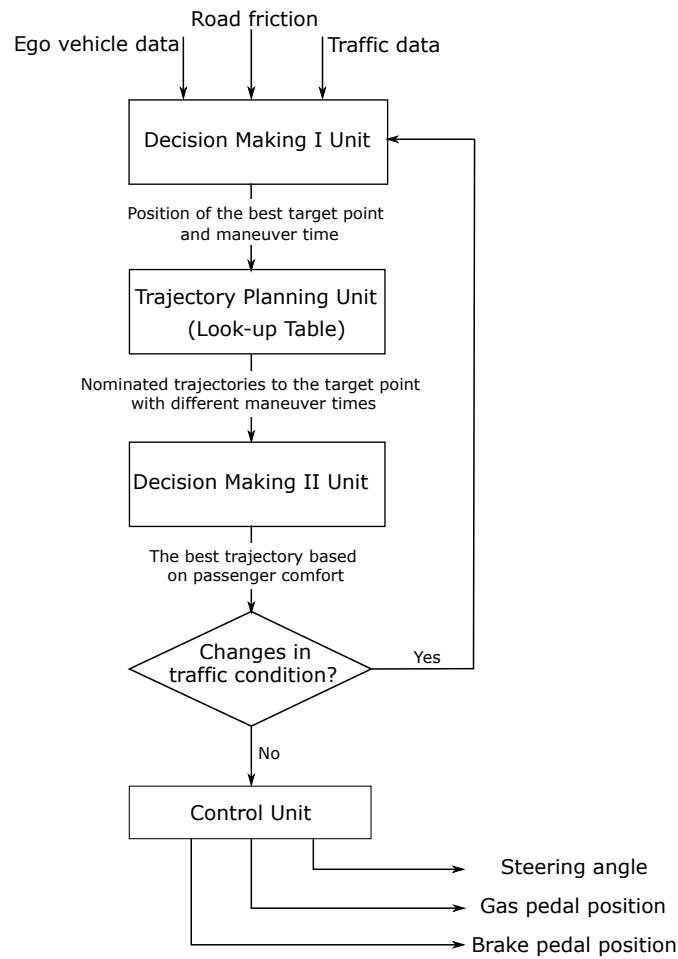 Road friction
Ego vehicle data
Traffic data
Decision Making I Unit
Position of the best target point
and maneuver time
Trajectory Planning Unit
(Look-up Table)
Nominated trajectories to the target point
with different maneuver times
Decision Making II Unit
The best trajectory based
on passenger comfort
Changes in
traffic condition?
Yes
No
Control Unit
Steering angle
Gas pedal position
Brake pedal position